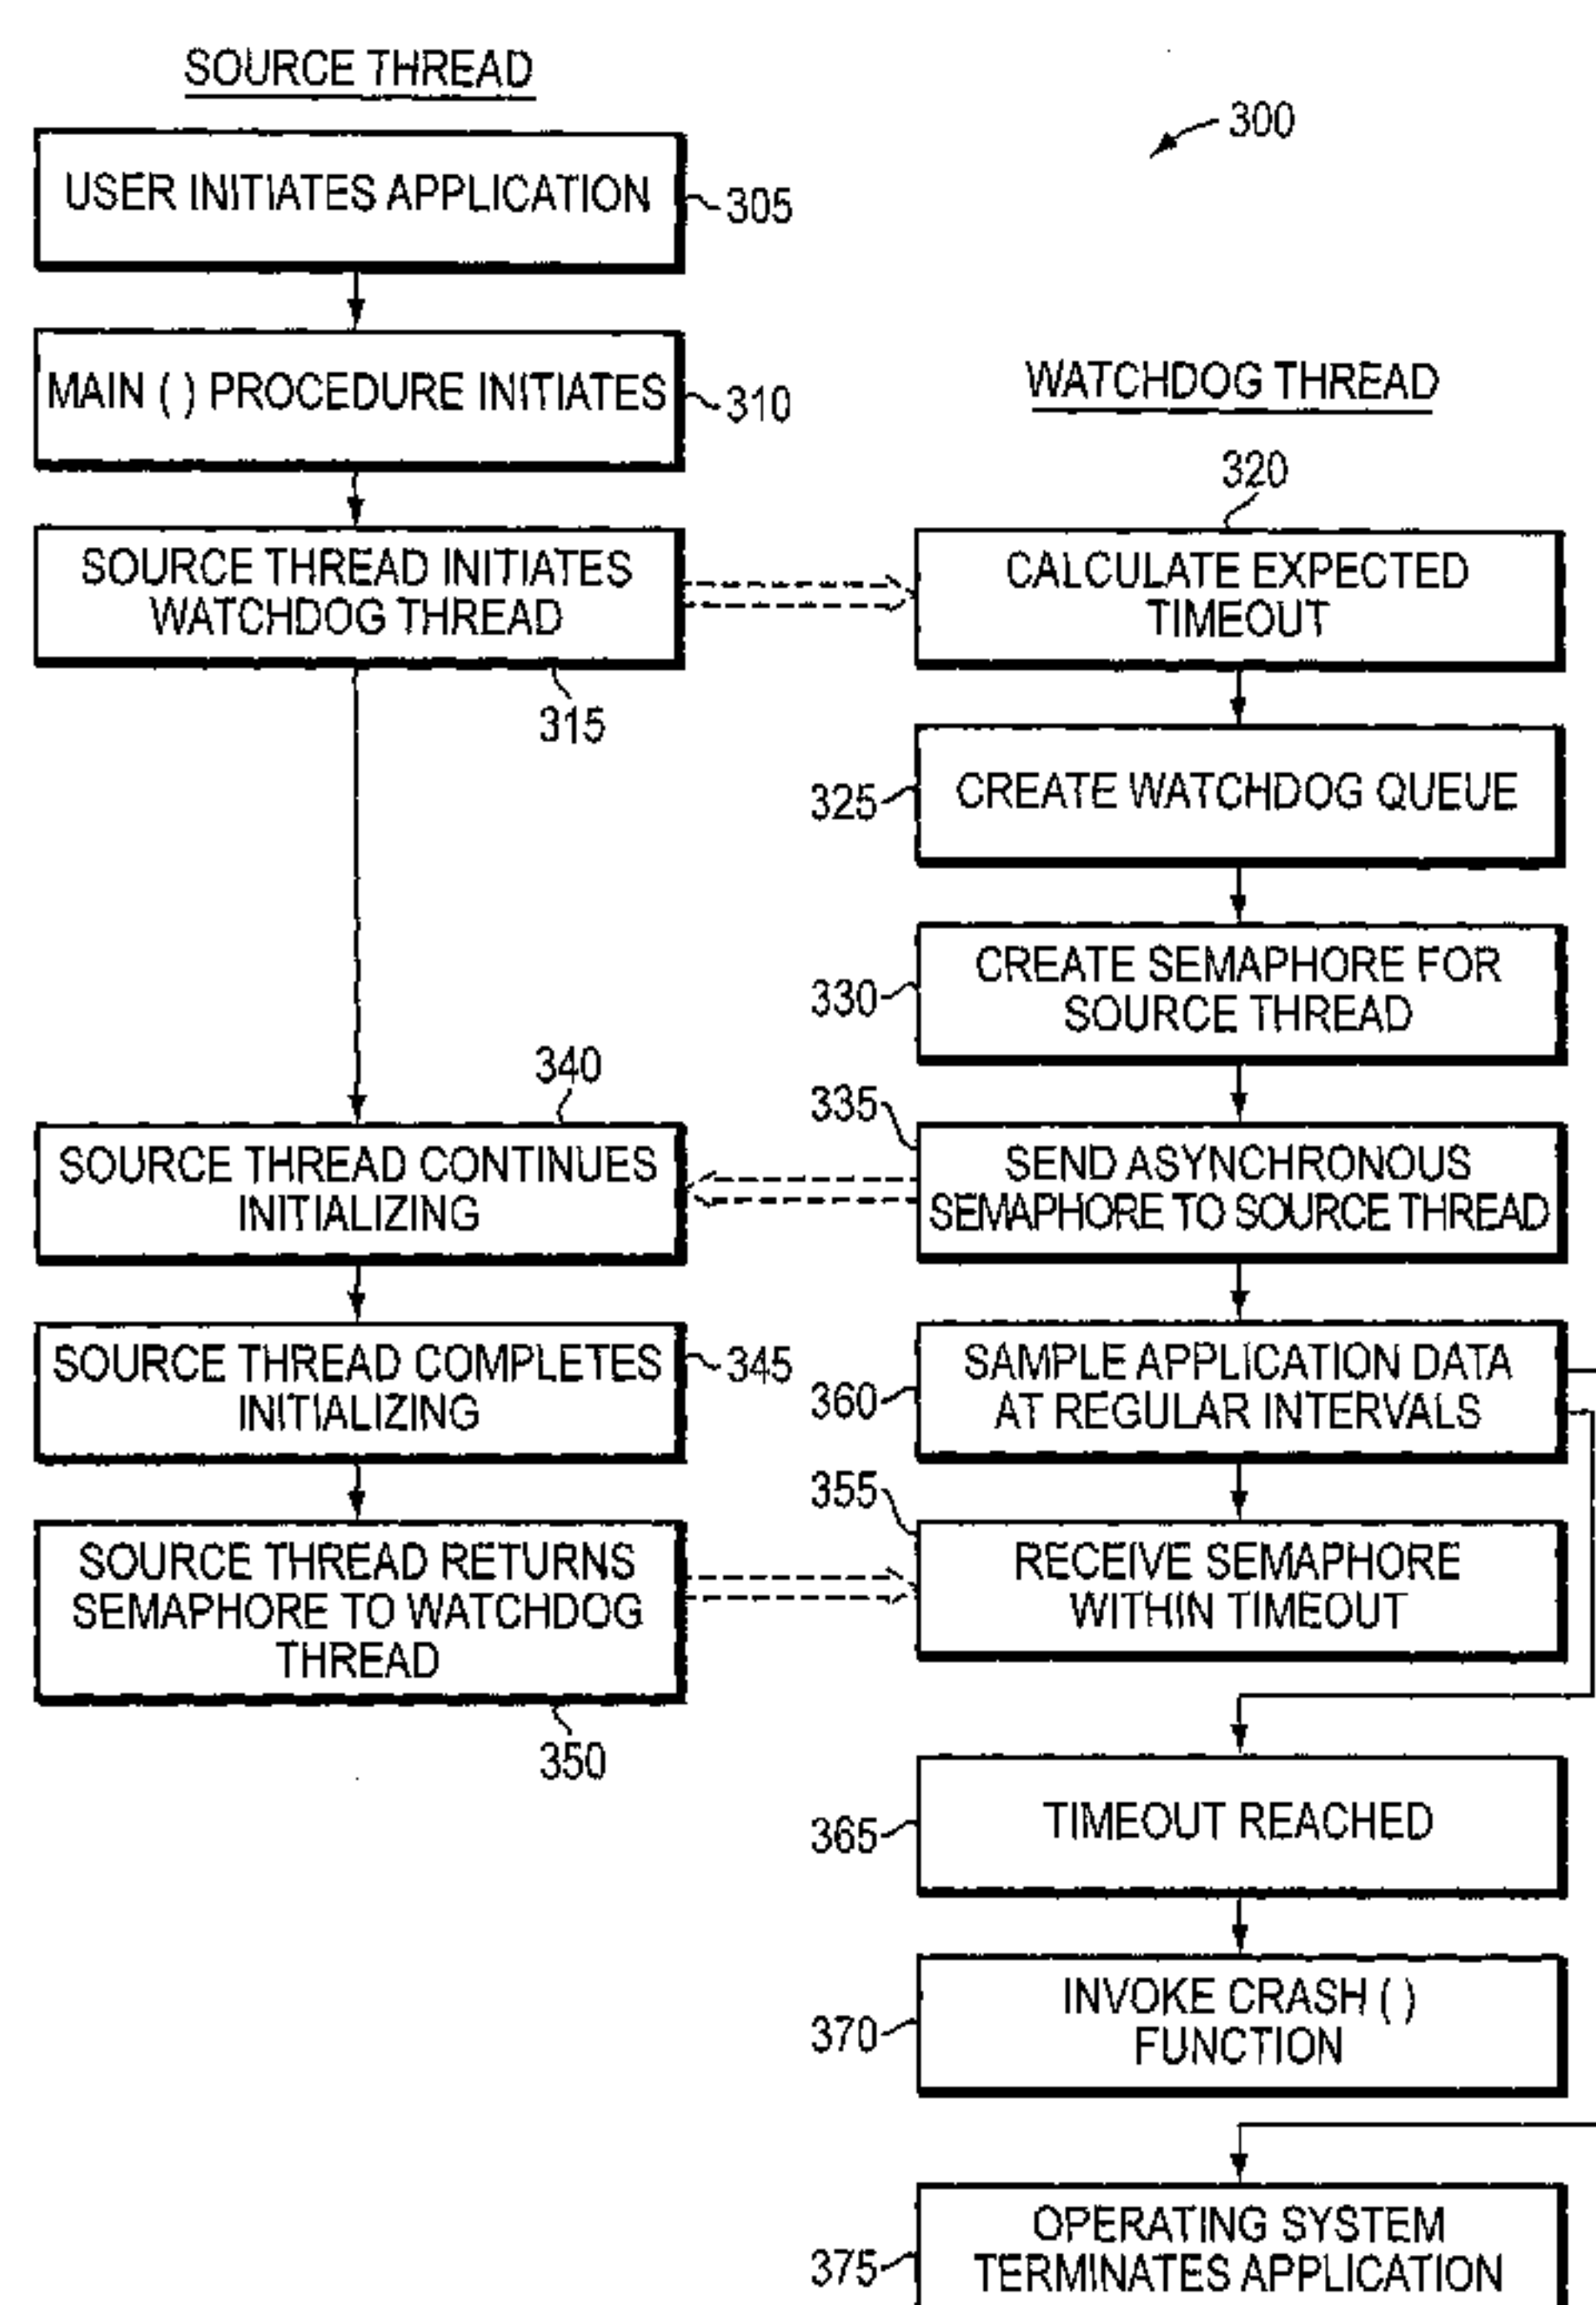 SOURCE THREAD
300
USER INITIATES APPLICATION
305
MAIN ( ) PROCEDURE INITIATES
310
WATCHDOG THREAD
320
SOURCE THREAD INITIATES
WATCHDOG THREAD
315
CALCULATE EXPECTED
TIMEOUT
325
CREATE WATCHDOG QUEUE
330
CREATE SEMAPHORE FOR
SOURCE THREAD
340
335
SOURCE THREAD CONTINUES
INITIALIZING
SEND ASYNCHRONOUS
SEMAPHORE TO SOURCE THREAD
SOURCE THREAD COMPLETES
INITIALIZING
345
360
SAMPLE APPLICATION DATA
AT REGULAR INTERVALS
355
SOURCE THREAD RETURNS
SEMAPHORE TO WATCHDOG
THREAD
350
RECEIVE SEMAPHORE
WITHIN TIMEOUT
365
TIMEOUT REACHED
370
INVOKE CRASH ( )
FUNCTION
375
OPERATING SYSTEM
TERMINATES APPLICATION